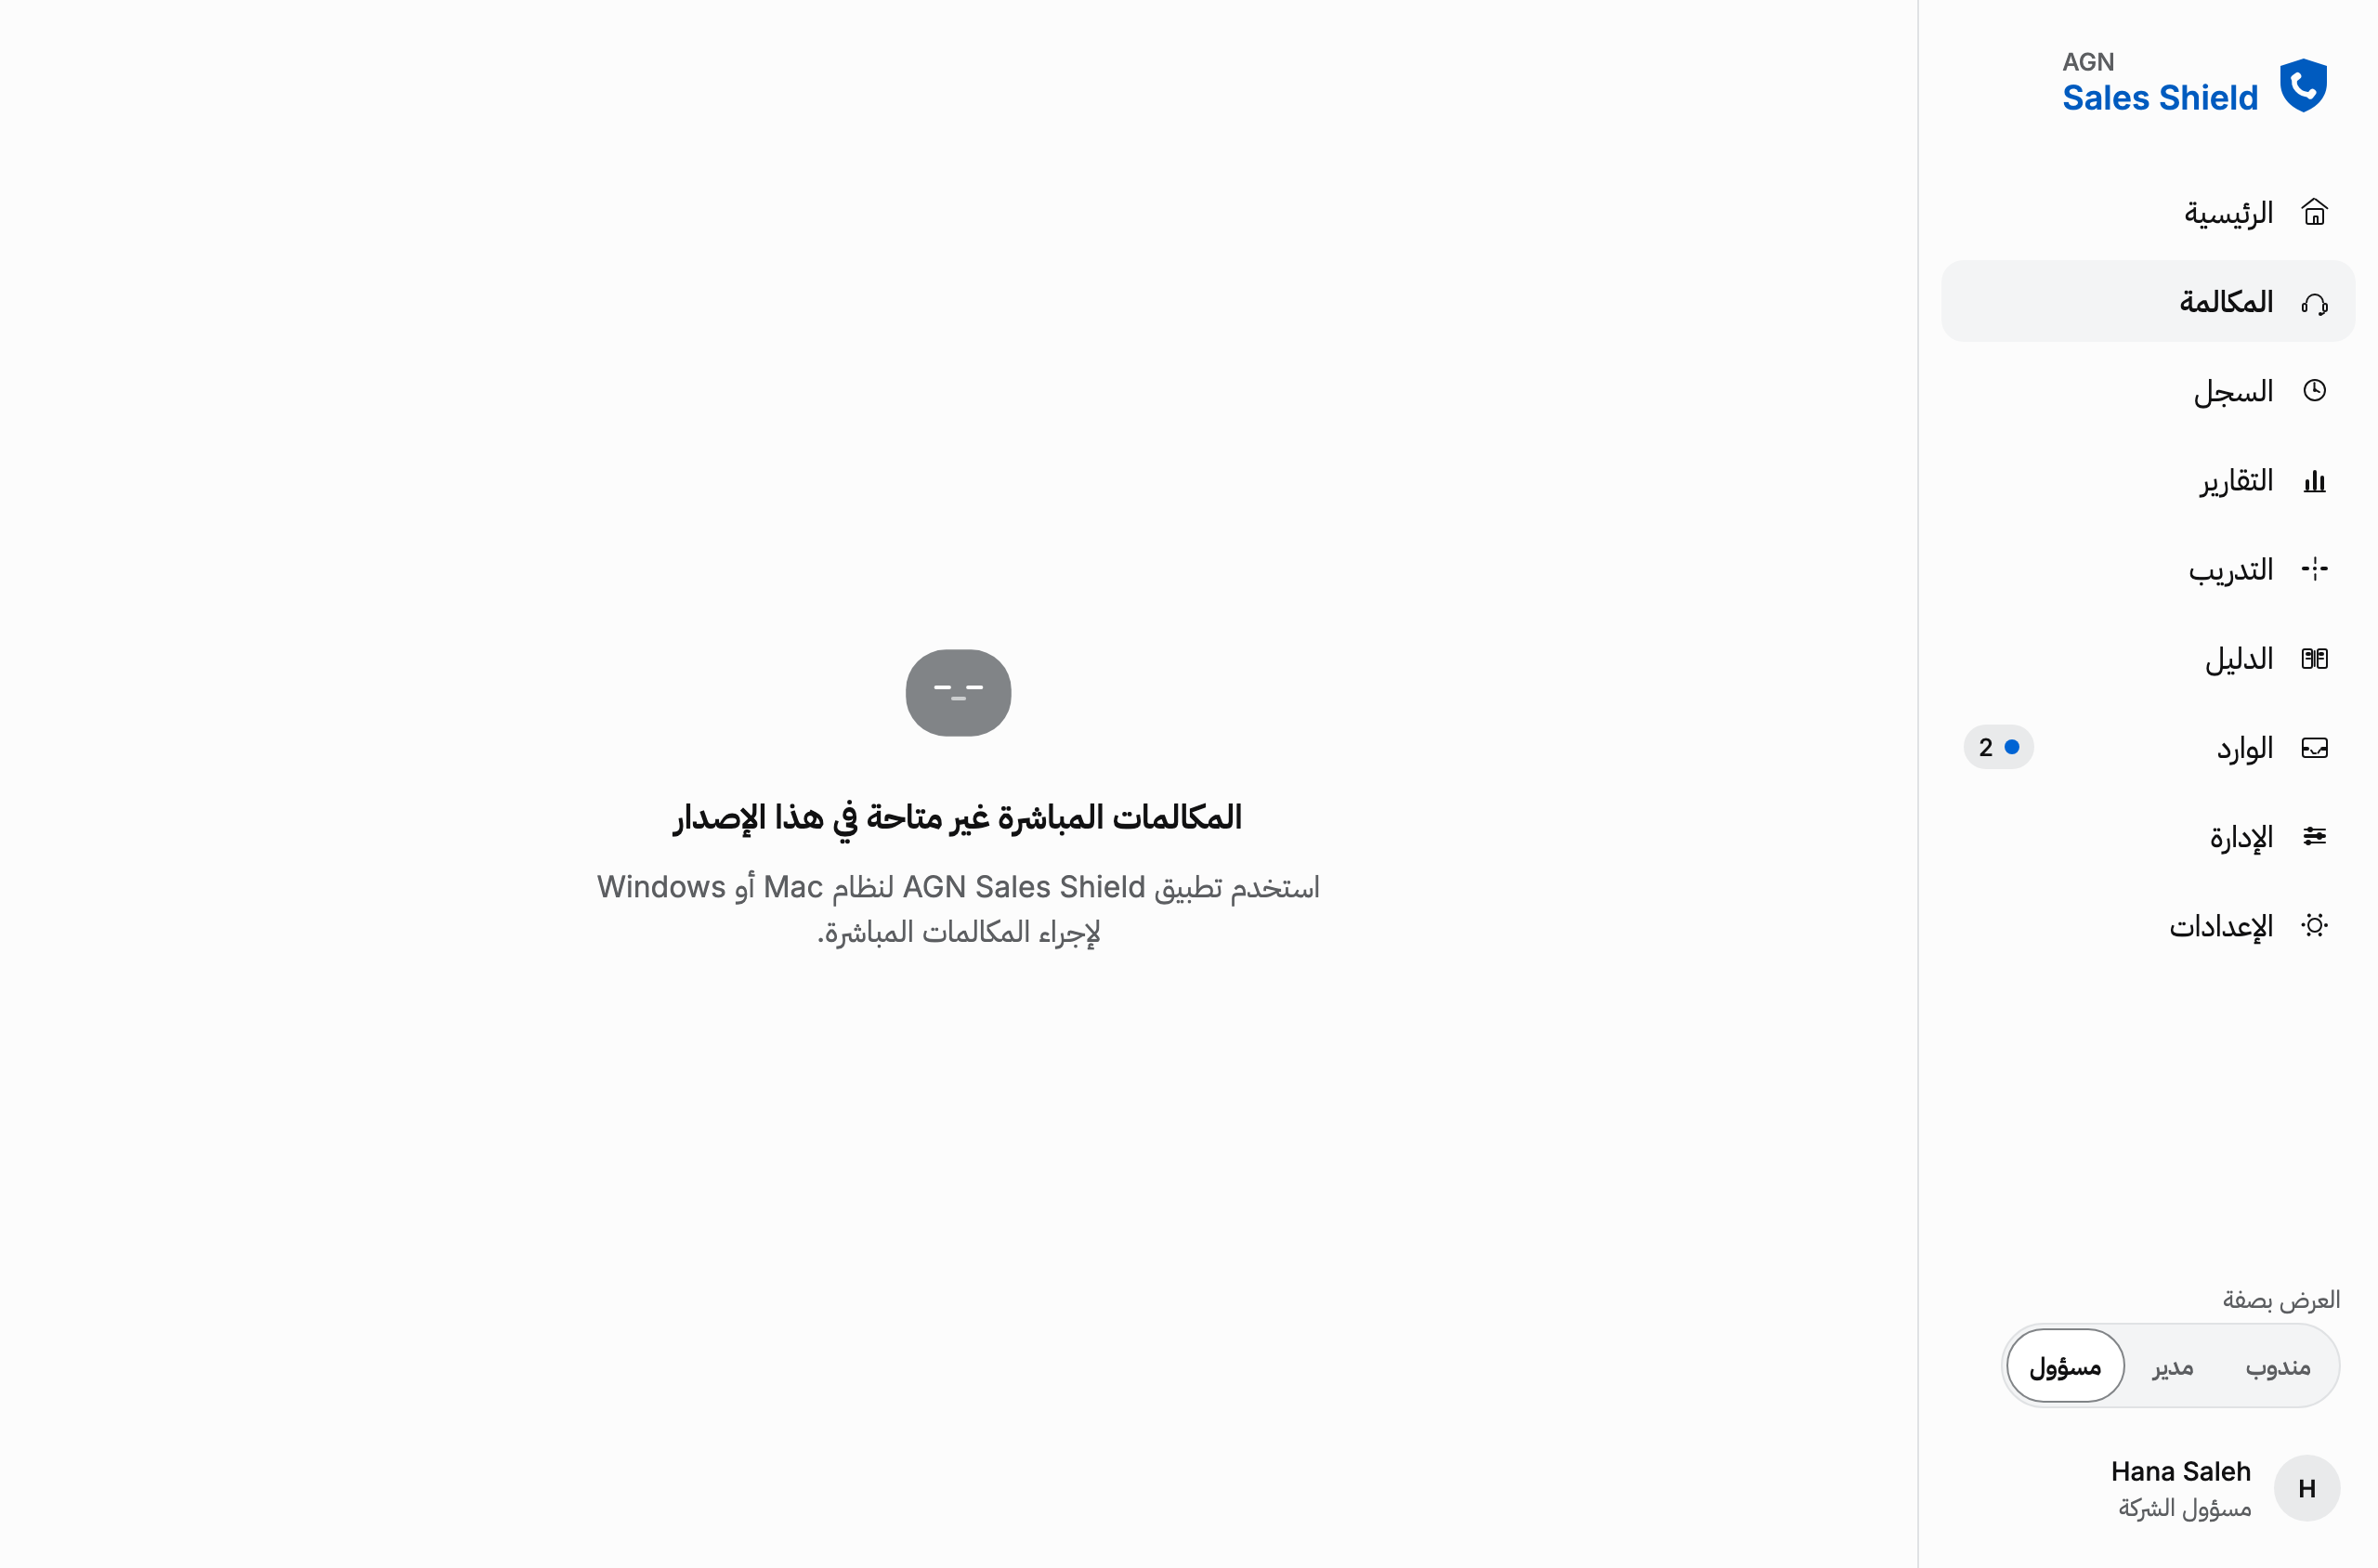 AGN
Sales Shield
الرئيسية
المكالمة
السجل
التقارير
التدريب
الدليل
الوارد
2
الإدارة
الإعدادات
العرض بصفة
مندوب
مدير
مسؤول
H
Hana Saleh
مسؤول الشركة
المكالمات المباشرة غير متاحة في هذا الإصدار
استخدم تطبيق AGN Sales Shield لنظام Mac أو Windows
لإجراء المكالمات المباشرة.